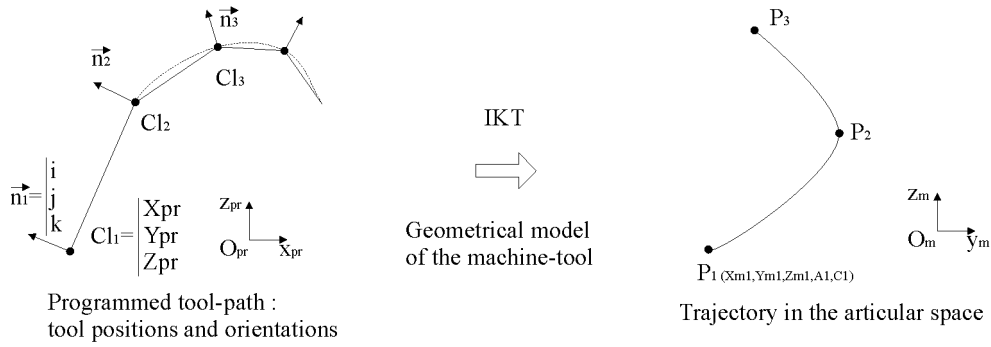 n₃
n₂
Cl₃
Cl₂
n₁=
i
j
k
Cl₁=
Xpr
Ypr
Zpr
Zpr
Opr
Xpr
Programmed tool-path :
tool positions and orientations
IKT
Geometrical model
of the machine-tool
P₃
P₂
P₁ (Xm1,Ym1,Zm1,A1,C1)
Zm
Om
ym
Trajectory in the articular space